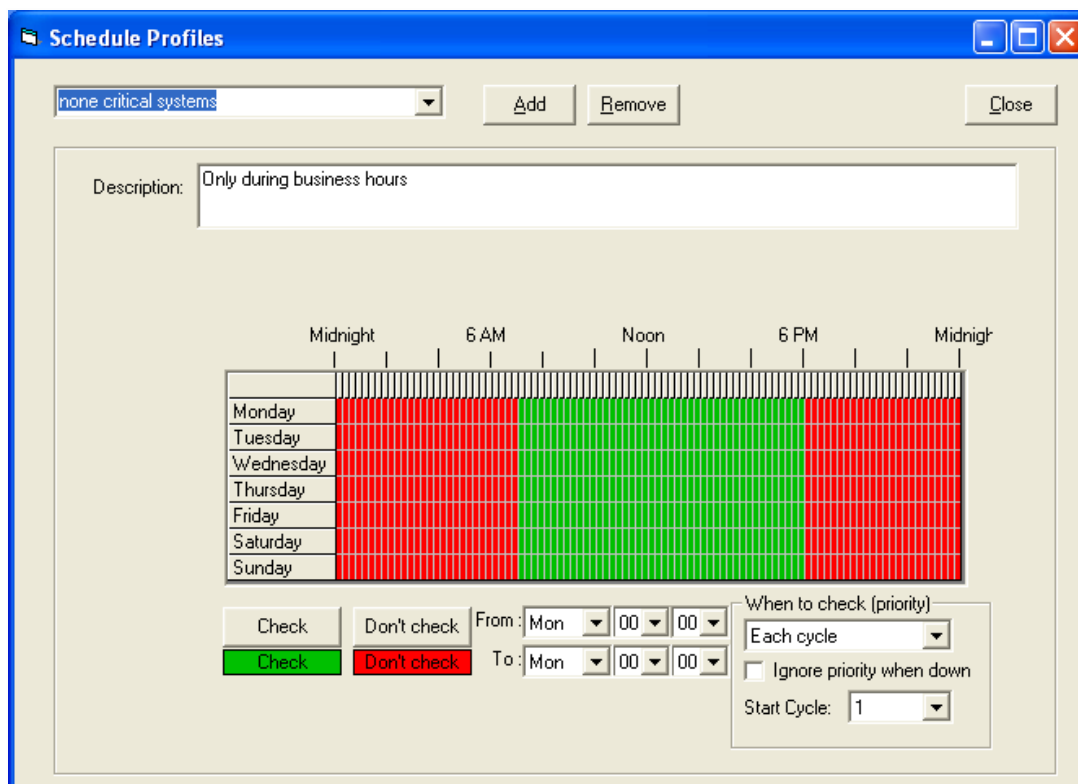 Schedule Profiles
none critical systems Add Remove Close
Description: Only during business hours
Midnight 6 AM Noon 6 PM Midnigh
Monday
Tuesday
Wednesday
Thursday
Friday
Saturday
Sunday
When to check (priority)
Check Don't check From : Mon 00 00 Each cycle
Check Don't check To : Mon 00 00 Ignore priority when down
Start Cycle: 1